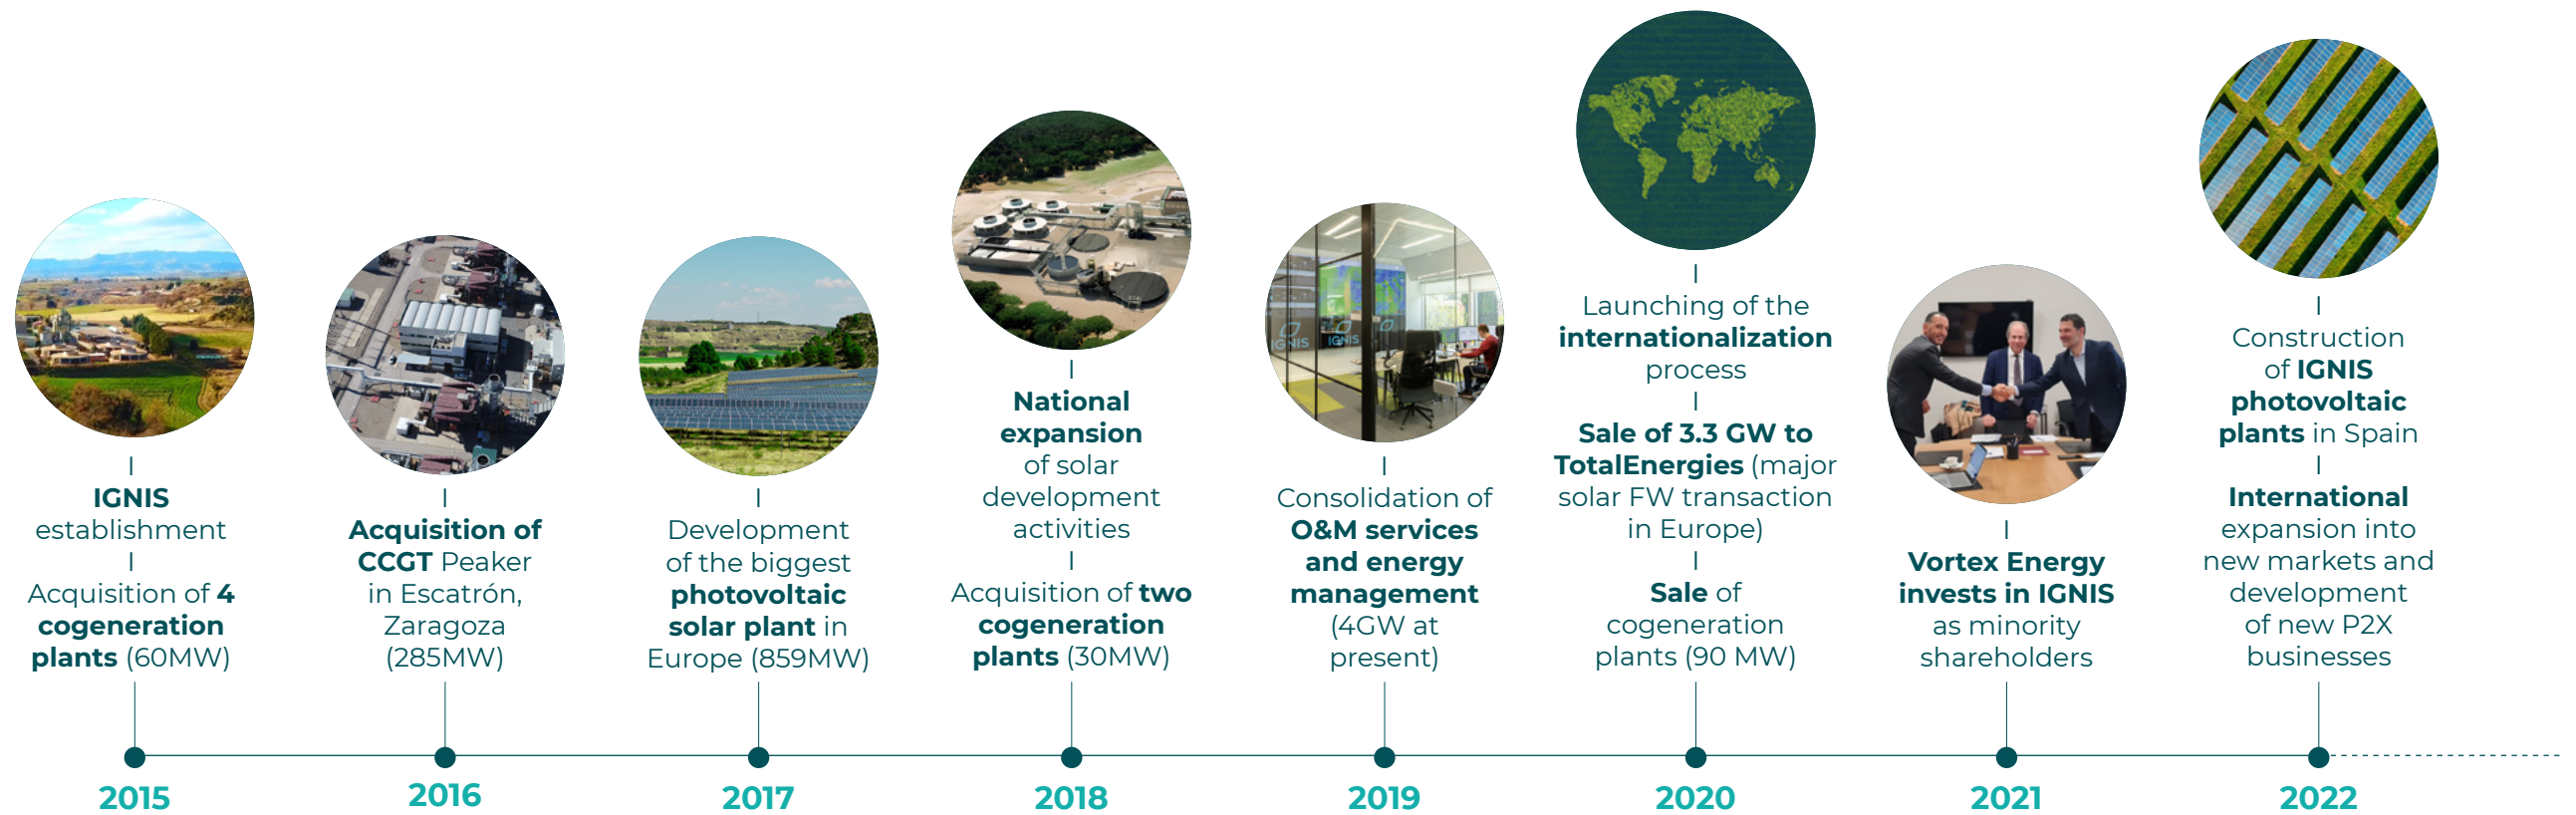 IGNIS
establishment
Acquisition of 4
cogeneration
plants (60MW)
2015
Acquisition of
CCGT Peaker
in Escatrón,
Zaragoza
(285MW)
2016
Development
of the biggest
photovoltaic
solar plant in
Europe (859MW)
2017
National
expansion
of solar
development
activities
Acquisition of two
cogeneration
plants (30MW)
2018
IGNIS
IGNIS
Consolidation of
O&M services
and energy
management
(4GW at
present)
2019
Launching of the
internationalization
process
Sale of 3.3 GW to
TotalEnergies (major
solar FW transaction
in Europe)
Sale of
cogeneration
plants (90 MW)
2020
Vortex Energy
invests in IGNIS
as minority
shareholders
2021
Construction
of IGNIS
photovoltaic
plants in Spain
International
expansion into
new markets and
development
of new P2X
businesses
2022